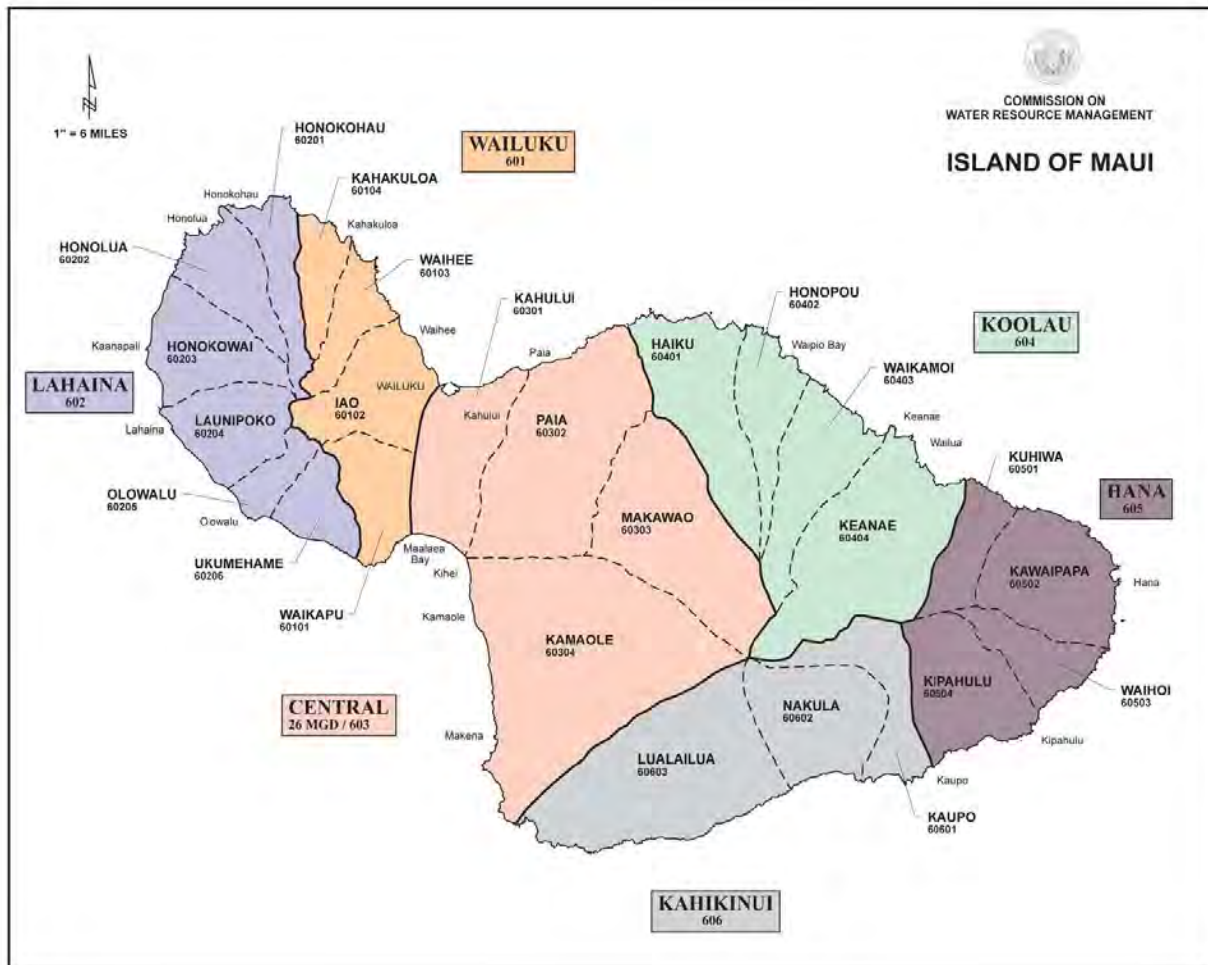 COMMISSION ON
WATER RESOURCE MANAGEMENT
ISLAND OF MAUI
N
1" = 6 MILES
HONOKOHAU
60201
WAILUKU
601
KAHAKULOA
60104
Honokohau
Honolua
Kahakuloa
HONOLUA
60202
WAIHEE
60103
KAHULUI
60301
HONOPOU
60402
KOOLAU
604
Waihee
Paia
HAIKU
60401
Waipio Bay
WAIKAMOI
60403
Kaanapali
HONOKOWAI
60203
LAHAINA
602
WAILUKU
IAO
60102
Kahului
PAIA
60302
Keanae
Wailua
Lahaina
LAUNIPOKO
60204
KUHIWA
60501
HANA
605
OLOWALU
60205
Olowalu
MAKAWAO
60303
KEANAE
60404
UKUMEHAME
60206
Maalaea
Bay
Kihei
KAWAIPAPA
60502
Hana
WAIKAPU
60101
Kamaole
KAMAOLE
60304
KIPAHULU
60504
WAIHOI
60503
CENTRAL
26 MGD / 603
NAKULA
60602
Makena
LUALAILUA
60603
Kipahulu
Kaupo
KAUPO
60601
KAHIKINUI
606